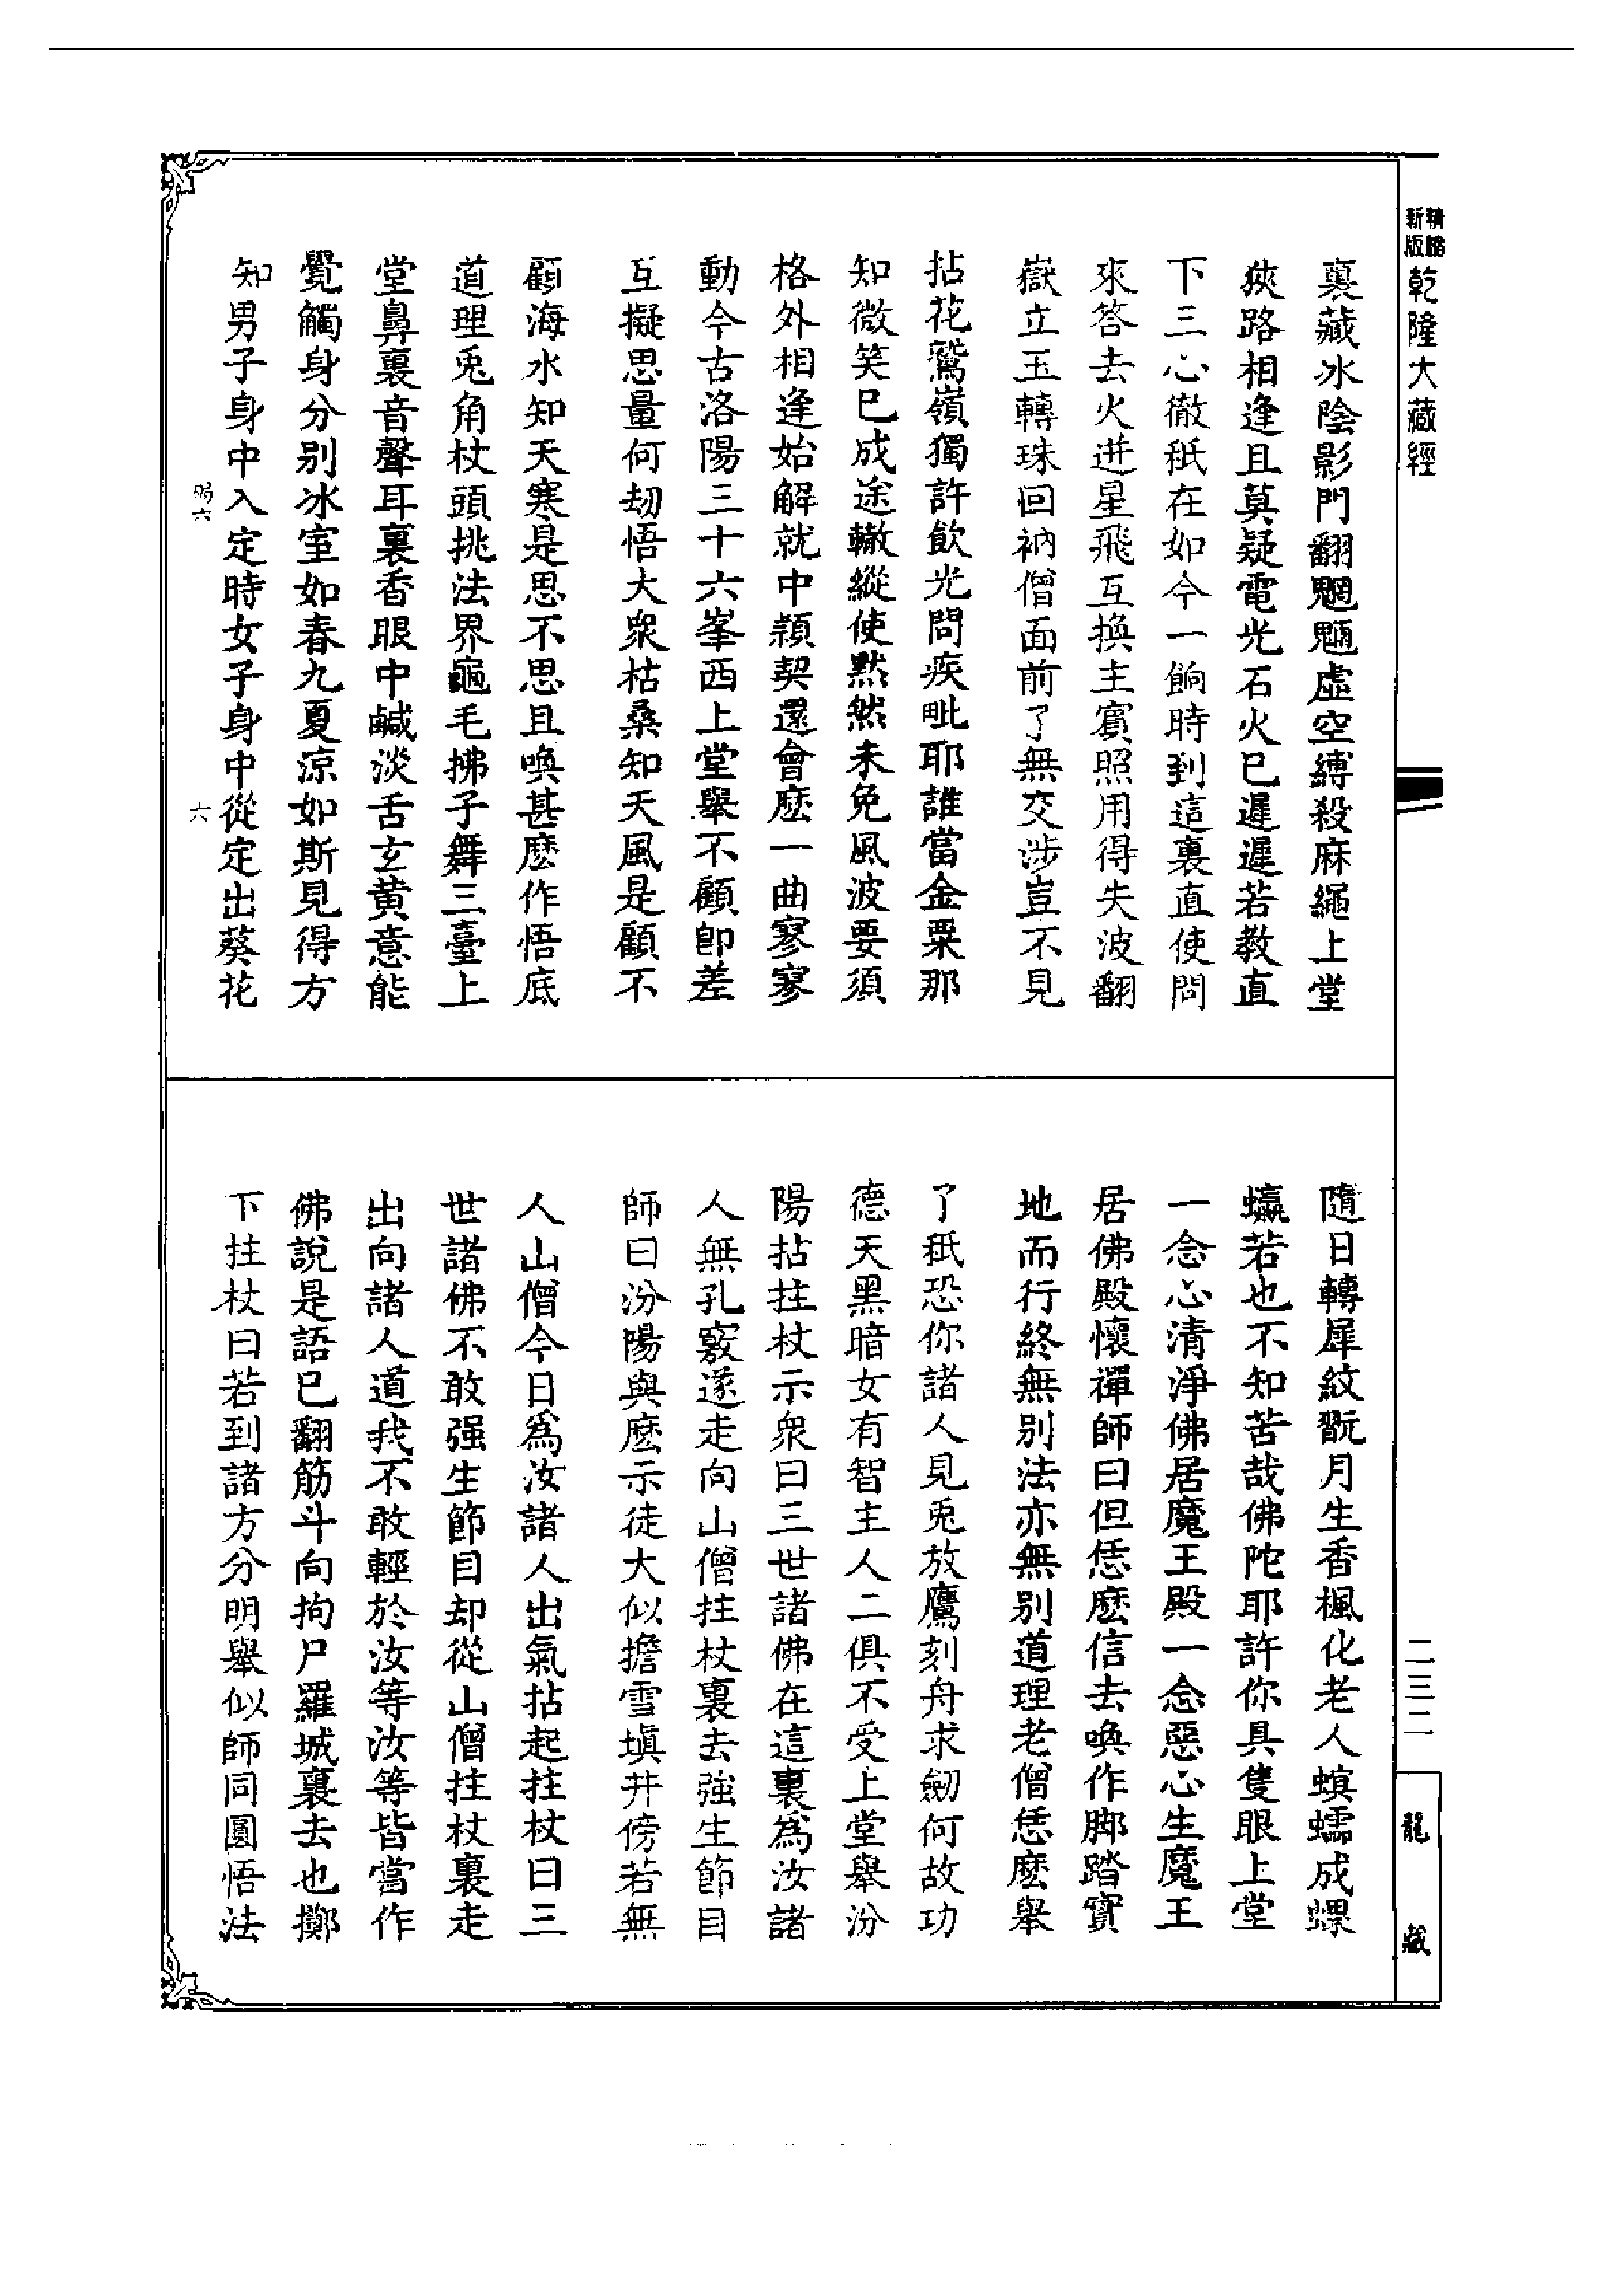 新版精縮乾隆大藏經
裏藏冰陰影門翻魍魎虛空縛殺麻繩上堂
狹路相逢且莫疑電光石火已遲遲若教直
下三心徹秖在如今一餉時到這裏直使問
來答去火迸星飛互換主賓照用得失波翻
嶽立玉轉珠回衲僧面前了無交涉豈不見
拈花鷲嶺獨許飲光問疾毗耶誰當金粟那
知微笑已成途轍縱使默然未免風波要須
格外相逢始解就中頴契還會麽一曲寥寥
動今古洛陽三十六峯西上堂舉不顧卽差
互擬思量何劫悟大衆枯桑知天風是顧不
顧海水知天寒是思不思且喚甚麽作悟底
道理兎角杖頭挑法界龜毛拂子舞三臺上
堂鼻裏音聲耳裏香眼中鹹淡舌玄黃意能
覺觸身分別冰室如春九夏涼如斯見得方
知男子身中入定時女子身中從定出葵花
六
隨日轉犀紋翫月生香楓化老人螟蠕成螺
蠃若也不知苦哉佛陀耶許你具隻眼上堂
一念心清淨佛居魔王殿一念惡心生魔王
居佛殿懷禪師曰但恁麽信去喚作脚踏實
地而行終無別法亦無別道理老僧恁麽舉
了秖恐你諸人見兎放鷹刻舟求劒何故功
德天黑暗女有智主人二俱不受上堂舉汾
陽拈拄杖示衆曰三世諸佛在這裏爲汝諸
人無孔竅遂走向山僧拄杖裏去強生節目
師曰汾陽與麽示徒大似擔雪塡井傍若無
人山僧今日爲汝諸人出氣拈起拄杖曰三
世諸佛不敢强生節目却從山僧拄杖裏走
出向諸人道我不敢輕於汝等汝等皆當作
佛說是語已翻筋斗向拘尸羅城裏去也擲
下拄杖曰若到諸方分明舉似師同圓悟法
二三二
龍藏